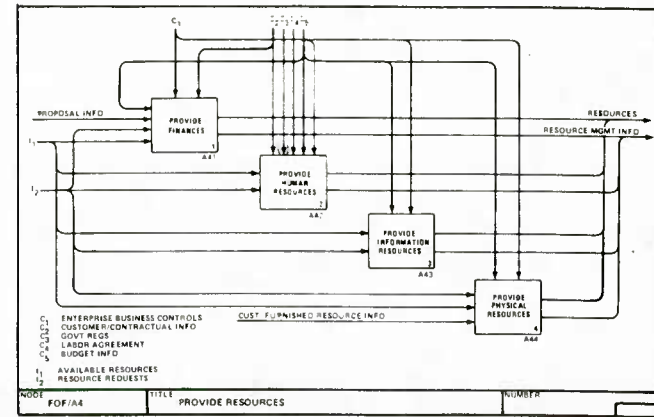 C1 C2 C3 C4 C5
PROPOSAL INFO
RESOURCES
RESOURCE MGMT INFO
I1
I2
PROVIDE
FINANCES
1
A41
PROVIDE
HUMAN
RESOURCES
2
A42
PROVIDE
INFORMATION
RESOURCES
3
A43
PROVIDE
PHYSICAL
RESOURCES
4
A44
CUST. FURNISHED RESOURCE INFO
C1 ENTERPRISE BUSINESS CONTROLS
C2 CUSTOMER/CONTRACTUAL INFO
C3 GOVT REGS
C4 LABOR AGREEMENT
C5 BUDGET INFO
I1 AVAILABLE RESOURCES
I2 RESOURCE REQUESTS
NODE TITLE NUMBER
FOF/A4 PROVIDE RESOURCES